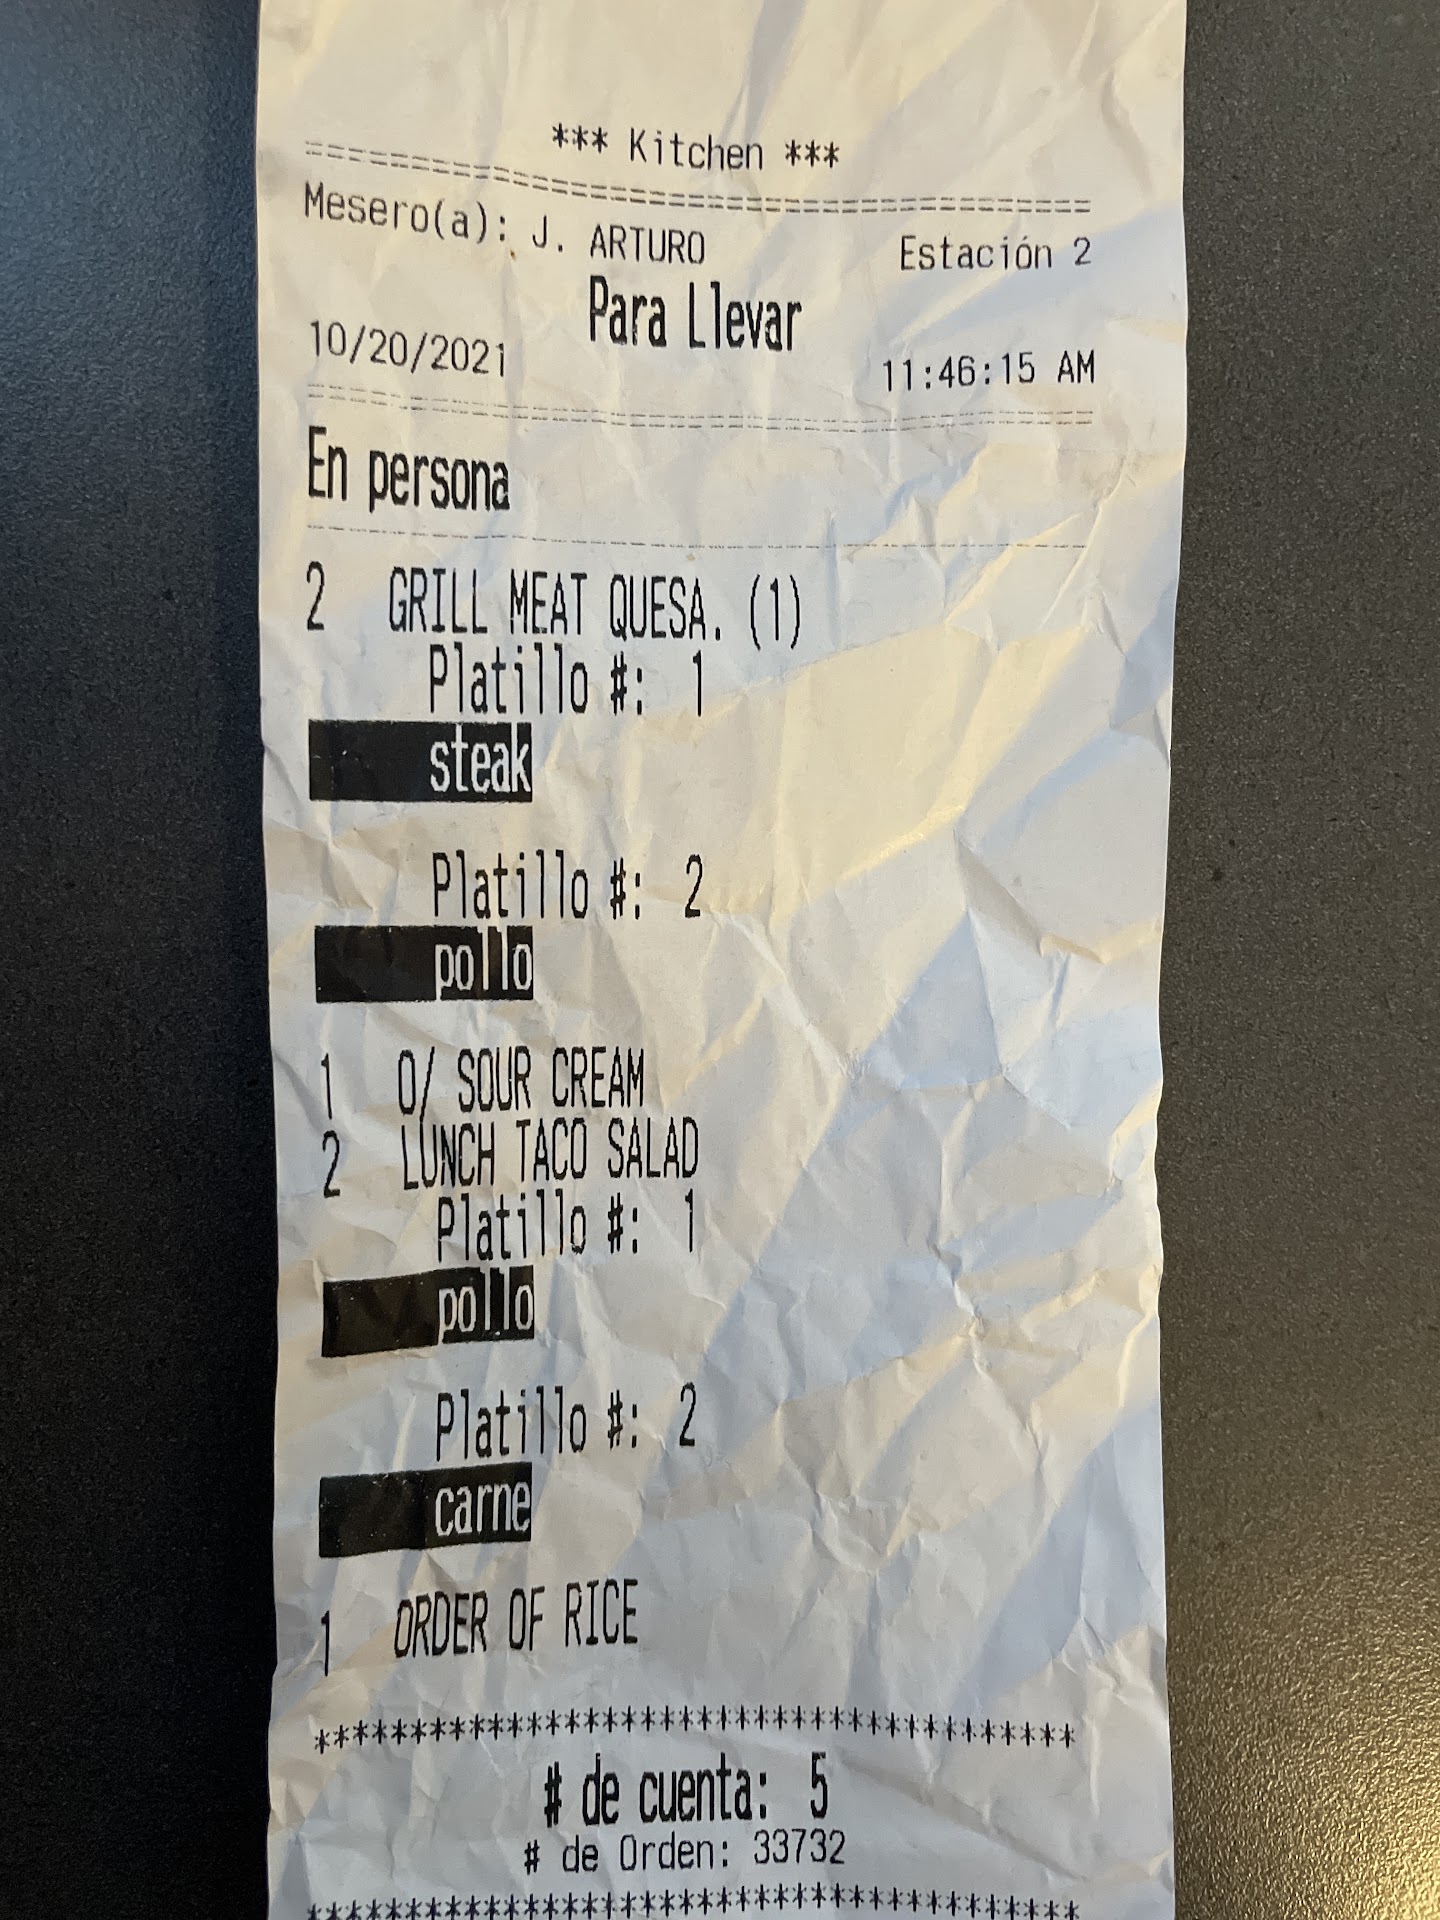 *** Kitchen ***
Mesero(a): J. ARTURO Estación 2
Para Llevar
10/20/2021 11:46:15 AM
En persona
2 GRILL MEAT QUESA. (1)
Platillo #: 1
steak
Platillo #: 2
pollo
1 O/ SOUR CREAM
2 LUNCH TACO SALAD
Platillo #: 1
pollo
Platillo #: 2
carne
1 ORDER OF RICE
****************************************
# de cuenta: 5
# de Orden: 33732
****************************************